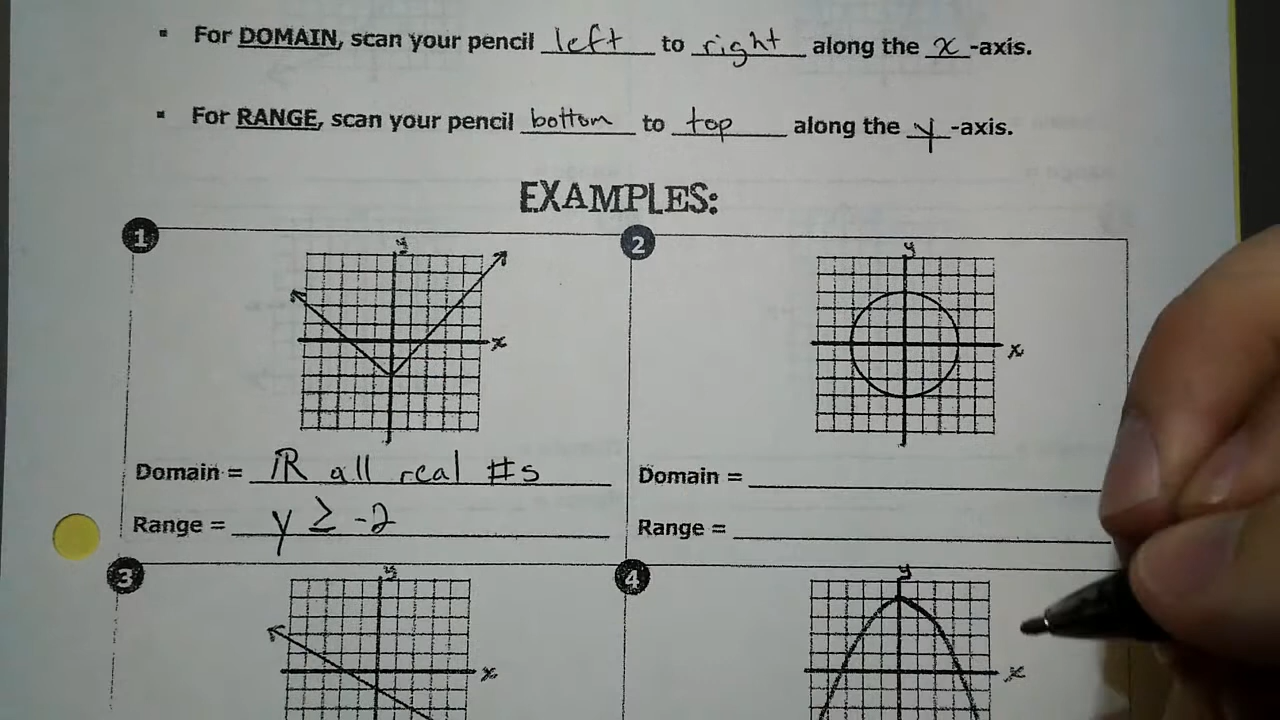 ▪ For DOMAIN, scan your pencil left to right along the x-axis.
▪ For RANGE, scan your pencil bottom to top along the y-axis.
EXAMPLES:
1
y
x
Domain = ℝ all real #s
Range = y ≥ -2
2
y
x
Domain =
Range =
3
y
x
4
y
x